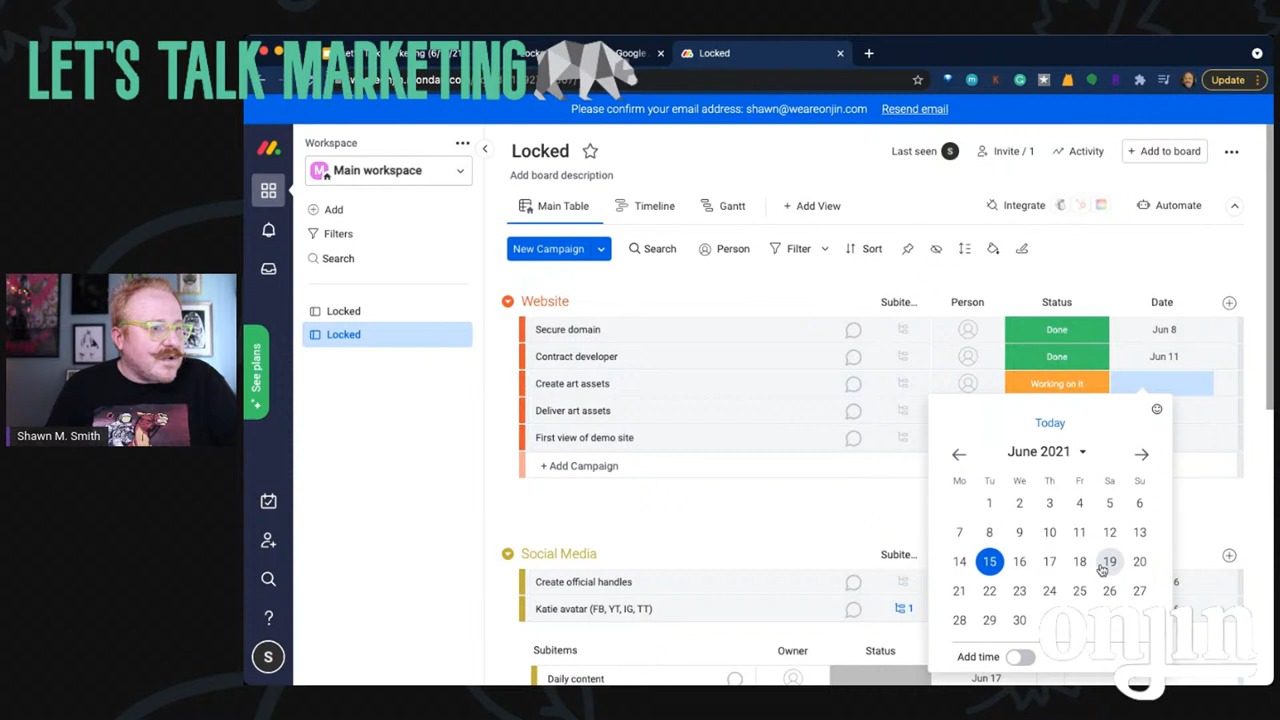 LET'S TALK MARKETING
Google
Locked
Update
Please confirm your email address: shawn@weareonjin.com Resend email
Workspace
M Main workspace
Add
Filters
Search
Locked
Locked
See plans
S
Locked
Add board description
Last seen S Invite / 1 Activity + Add to board
Main Table Timeline Gantt + Add View Integrate Automate
New Campaign Search Person Filter Sort
Website Subite... Person Status Date
Secure domain Done Jun 8
Contract developer Done Jun 11
Create art assets Working on it
Deliver art assets
First view of demo site
+ Add Campaign
Today
June 2021
Mo Tu We Th Fr Sa Su
1 2 3 4 5 6
7 8 9 10 11 12 13
14 15 16 17 18 19 20
21 22 23 24 25 26 27
28 29 30
Add time
Social Media Subite...
Create official handles 6
Katie avatar (FB, YT, IG, TT) 1
Subitems Owner Status
Daily content Jun 17
Shawn M. Smith
onjin